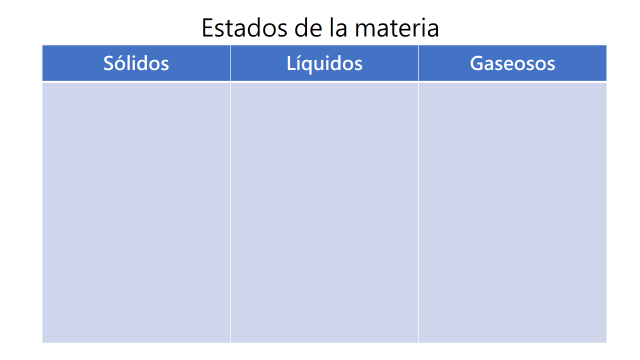 Estados de la materia
Sólidos Líquidos Gaseosos